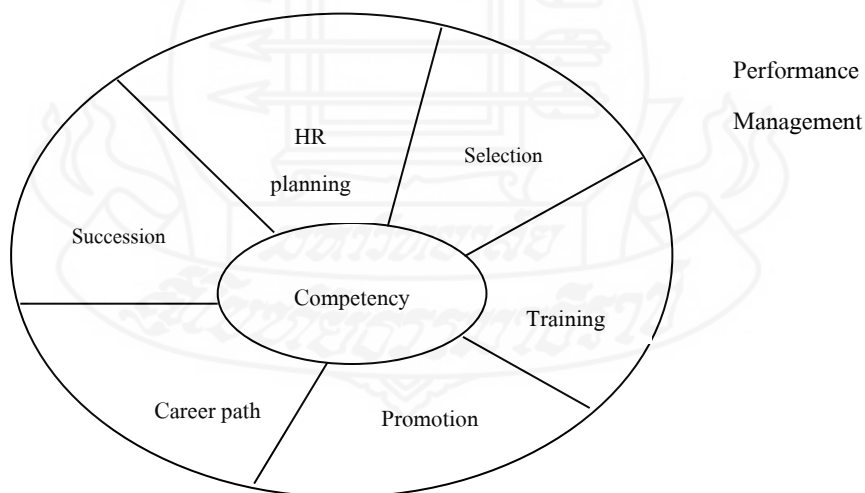 Performance
Management
HR
planning
Selection
Succession
Competency
Training
Career path
Promotion